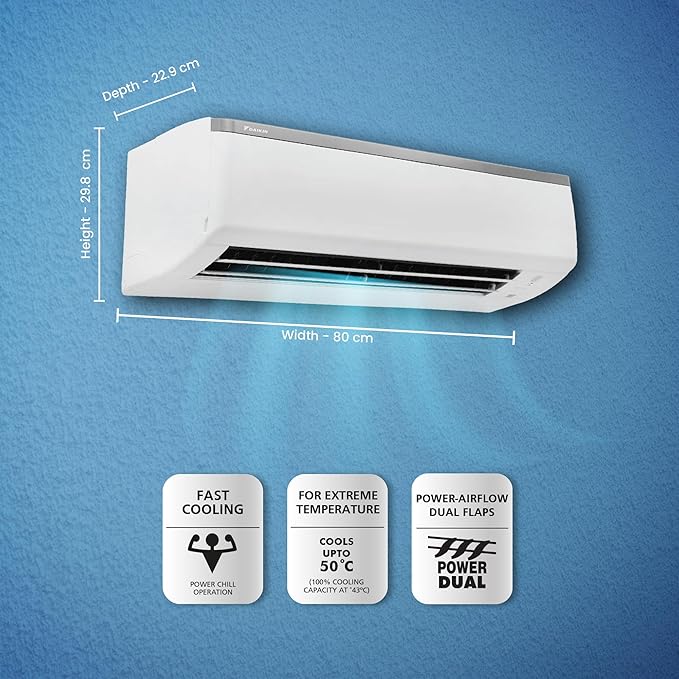 Depth - 22.9 cm
Height - 29.8 cm
DAIKIN
Width - 80 cm
FAST
COOLING
POWER CHILL
OPERATION
FOR EXTREME
TEMPERATURE
COOLS
UPTO
50°C
(100% COOLING
CAPACITY AT °43°C)
POWER-AIRFLOW
DUAL FLAPS
POWER
DUAL